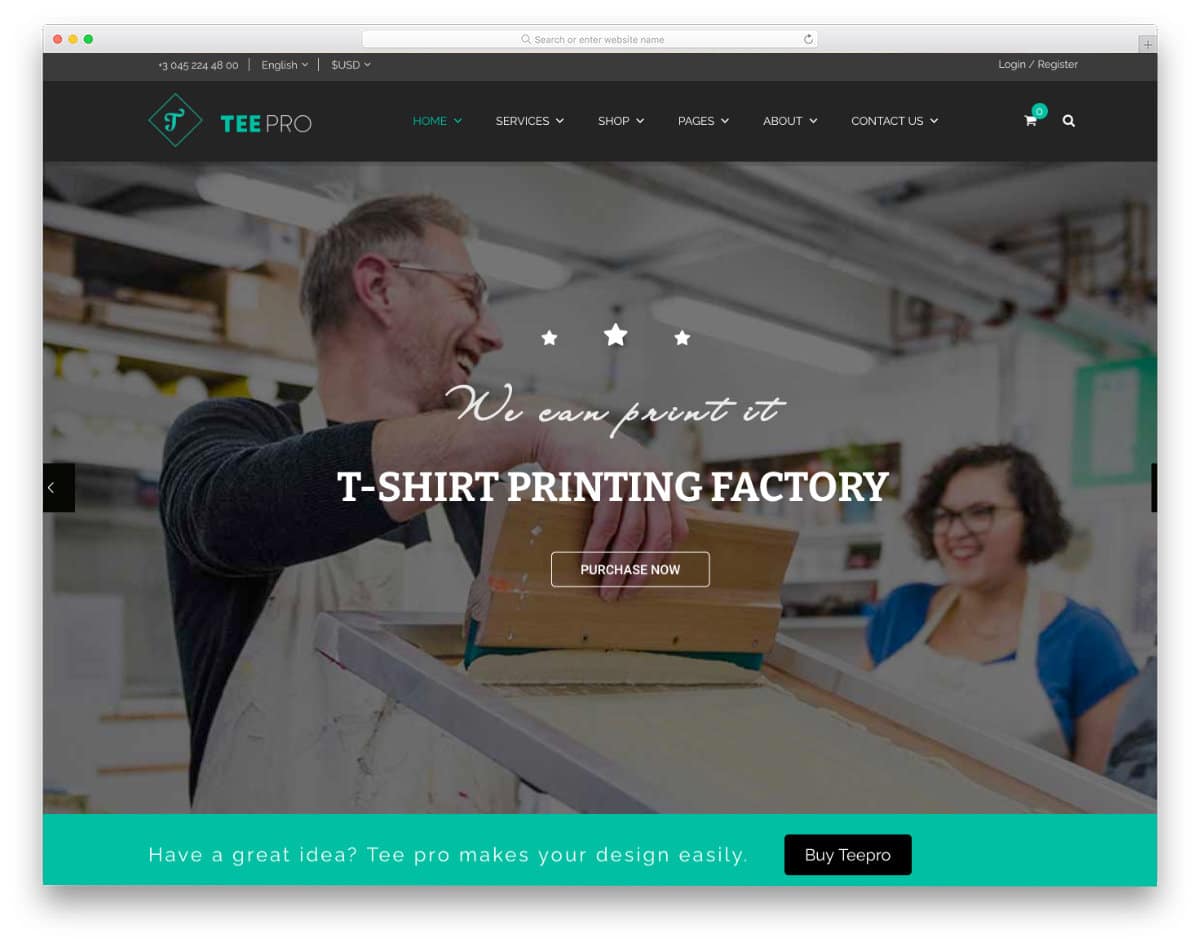 Search or enter website name
+3 045 224 48 00 | English | $USD
Login / Register
T TEE PRO
HOME SERVICES SHOP PAGES ABOUT CONTACT US
0
We can print it
T-SHIRT PRINTING FACTORY
PURCHASE NOW
Have a great idea? Tee pro makes your design easily.
Buy Teepro